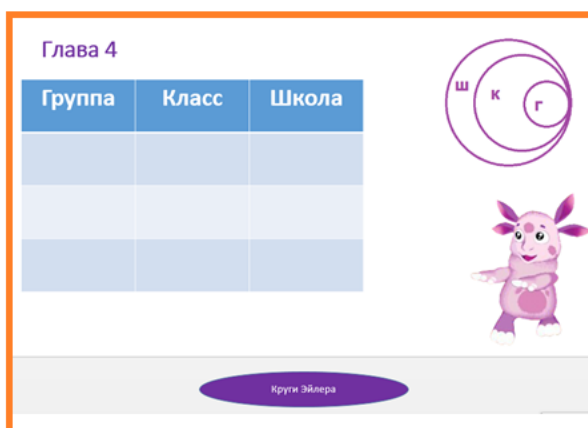 Глава 4
Группа Класс Школа
Ш К Г
Круги Эйлера